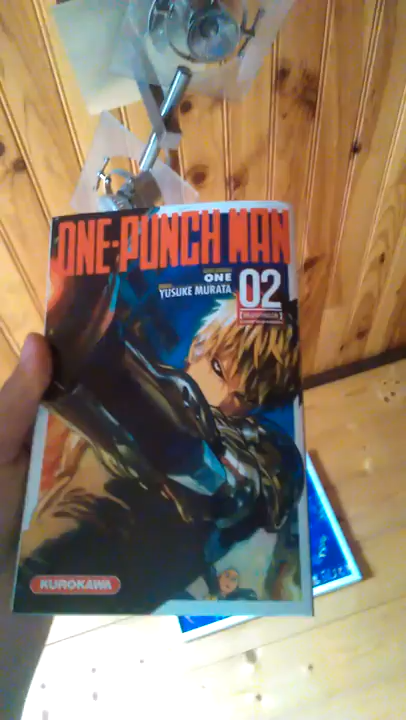 ONE-PUNCH MAN
ONE
YUSUKE MURATA
02
KUROKAWA